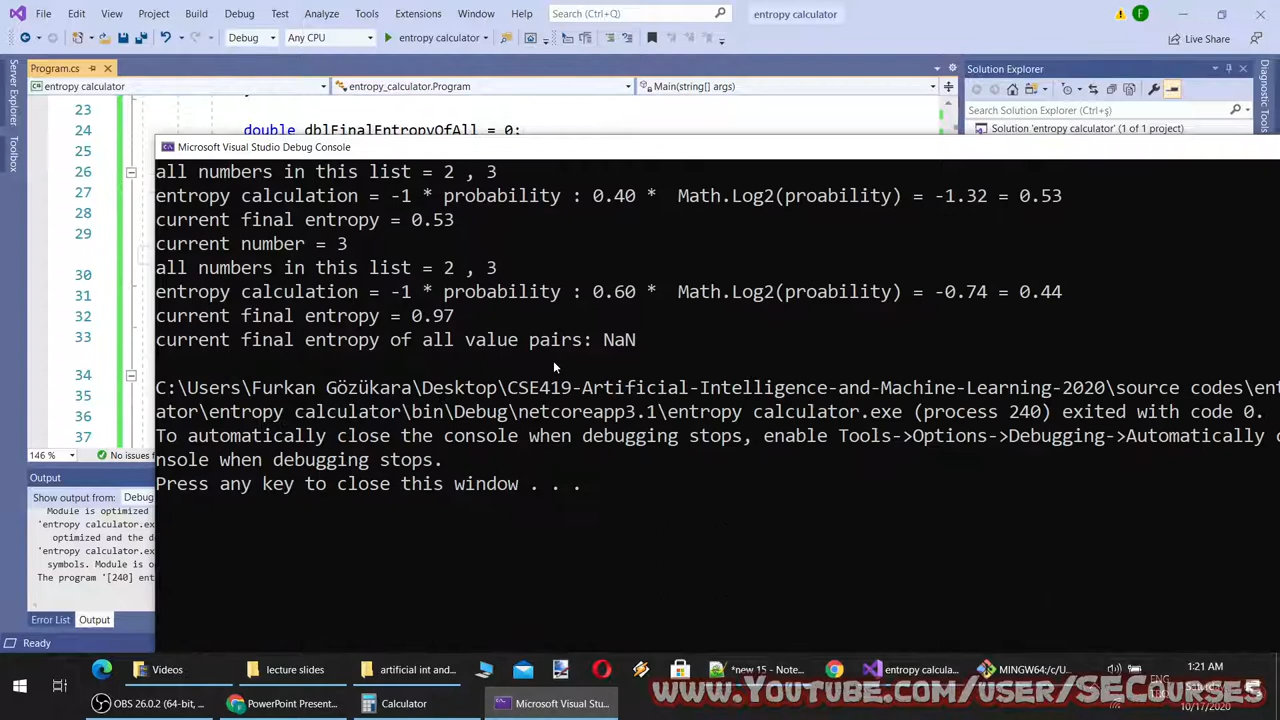 File Edit View Project Build Debug Test Analyze Tools Extensions Window Help Search (Ctrl+Q) entropy calculator F
Debug Any CPU entropy calculator Live Share
Program.cs Solution Explorer
entropy calculator entropy_calculator.Program Main(string[] args)
Server Explorer
Toolbox
Diagnostic Tools
Search Solution Explorer (Ctrl+ş)
Solution 'entropy calculator' (1 of 1 project)
23
24 double dblFinalEntropyOfAll = 0;
25
26
27
28
29
30
31
32
33
34
35
36
37
Microsoft Visual Studio Debug Console
all numbers in this list = 2 , 3
entropy calculation = -1 * probability : 0.40 *  Math.Log2(proability) = -1.32 = 0.53
current final entropy = 0.53
current number = 3
all numbers in this list = 2 , 3
entropy calculation = -1 * probability : 0.60 *  Math.Log2(proability) = -0.74 = 0.44
current final entropy = 0.97
current final entropy of all value pairs: NaN
C:\Users\Furkan Gözükara\Desktop\CSE419-Artificial-Intelligence-and-Machine-Learning-2020\source codes\ent
ator\entropy calculator\bin\Debug\netcoreapp3.1\entropy calculator.exe (process 240) exited with code 0.
To automatically close the console when debugging stops, enable Tools->Options->Debugging->Automatically c
nsole when debugging stops.
Press any key to close this window . . .
146 % No issues f
Output
Show output from: Debug
Module is optimized
'entropy calculator.ex
optimized and the d
'entropy calculator.ex
symbols. Module is o
The program '[240] ent
Error List Output
Ready
Videos lecture slides artificial int and... *new 15 - Note... entropy calcula... MINGW64:/c/U... 1:21 AM
OBS 26.0.2 (64-bit, ... PowerPoint Present... Calculator Microsoft Visual Stu...
10/17/2020
www.YouTube.com/user/SECurses